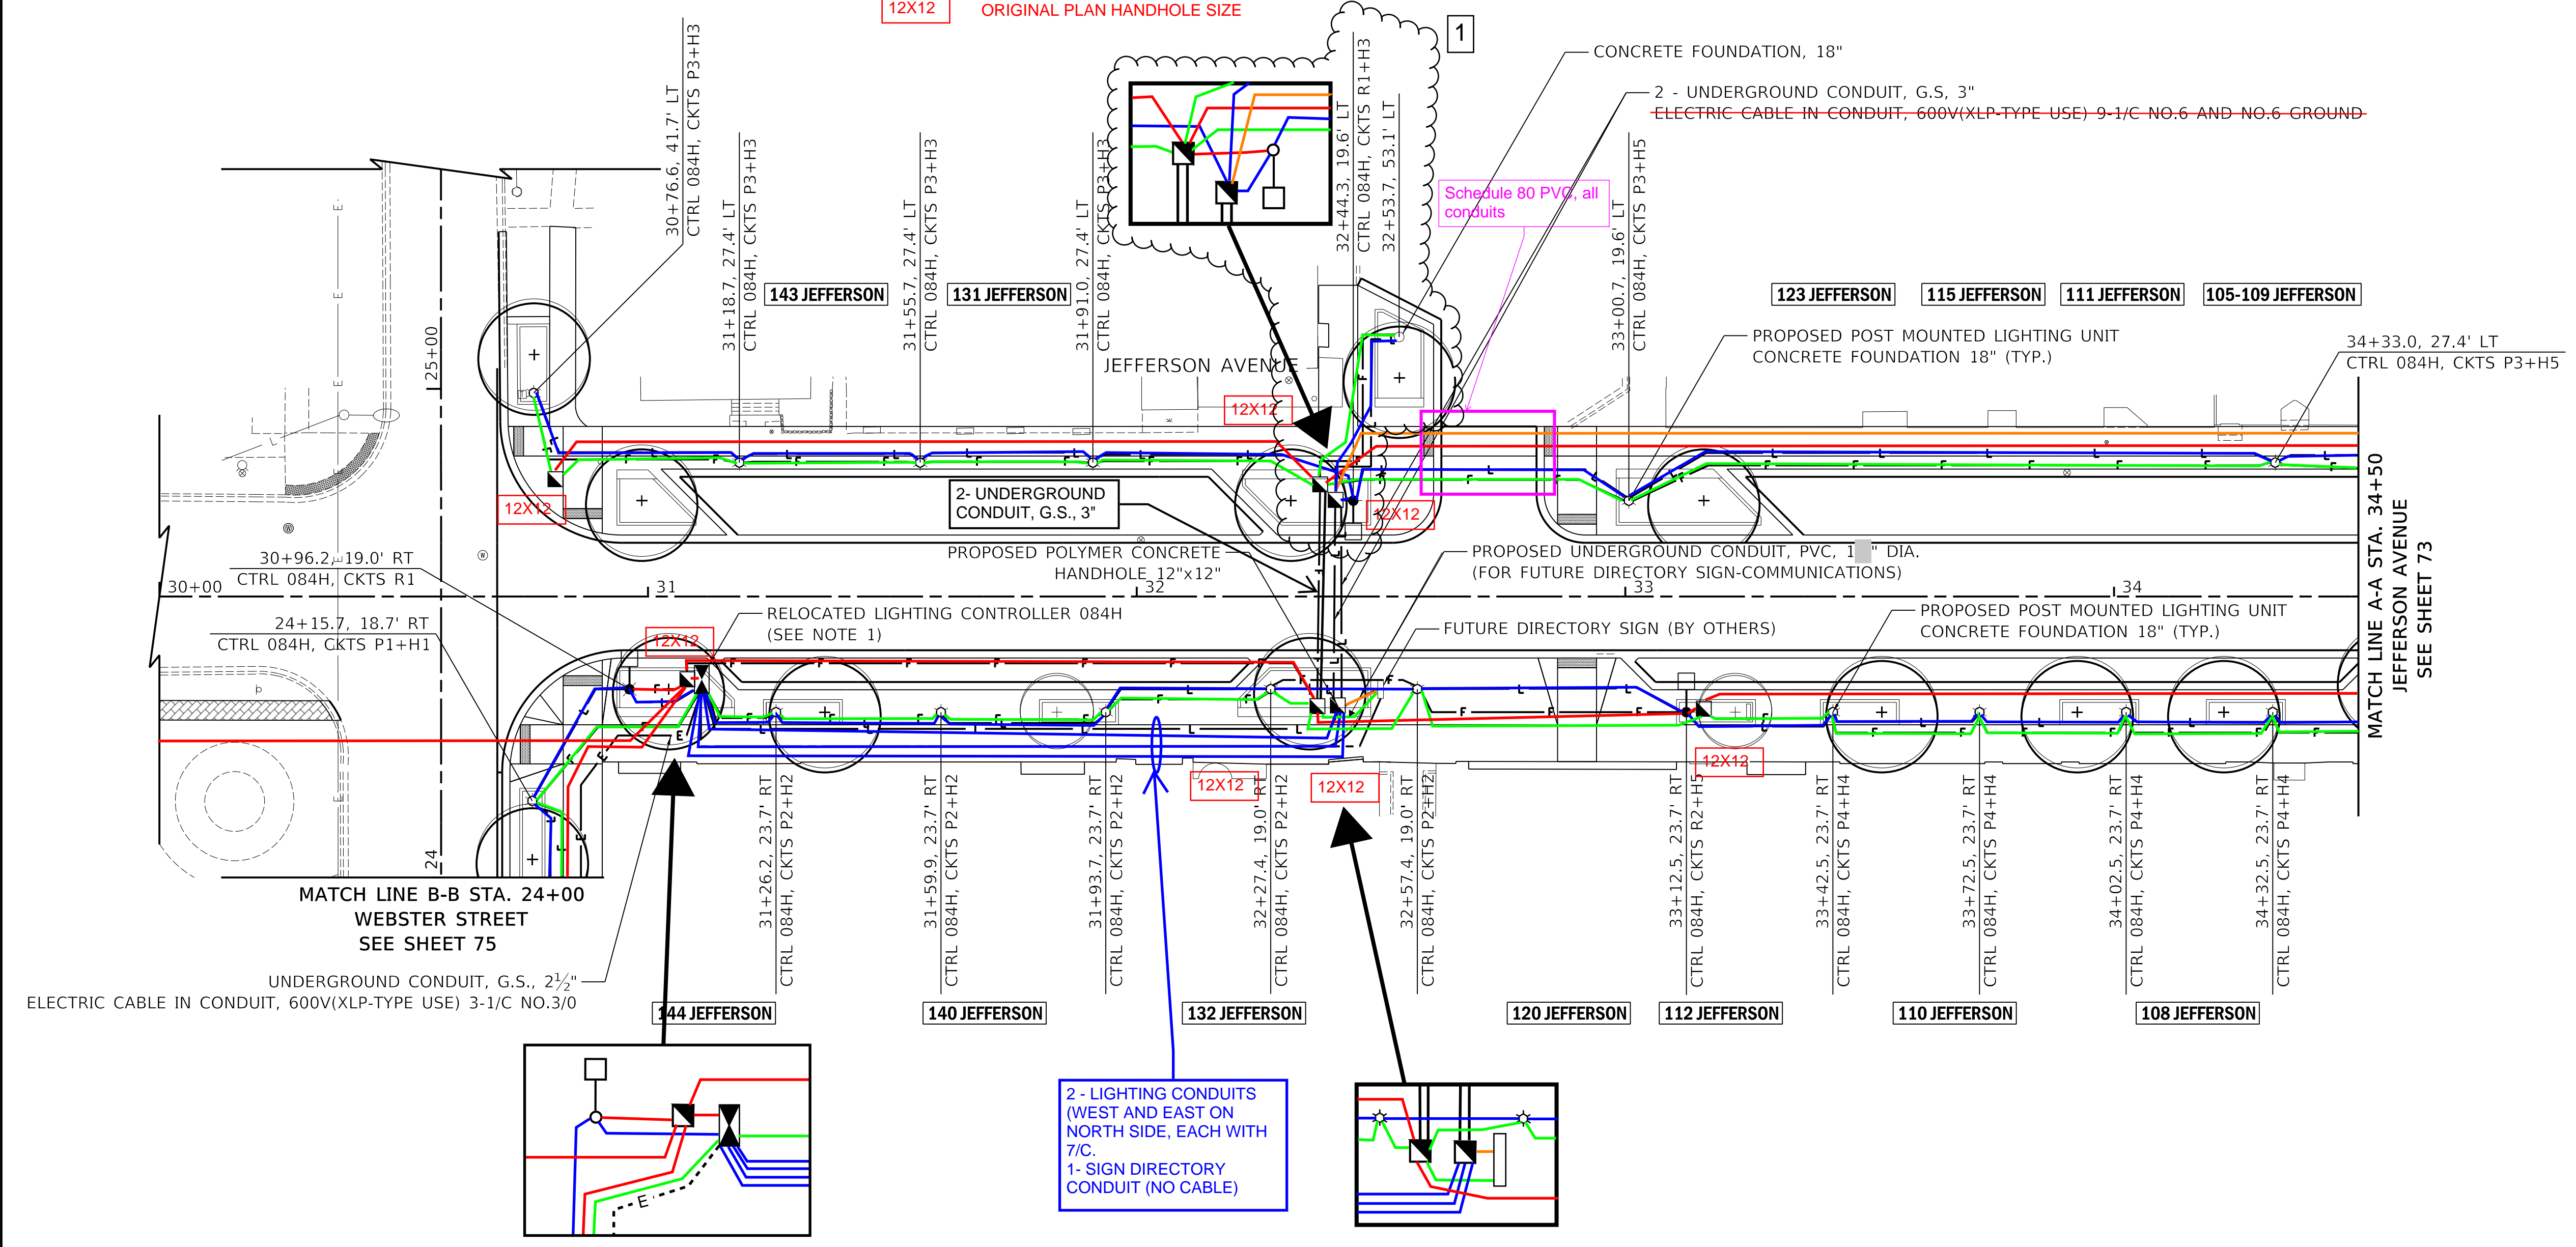 12X12
ORIGINAL PLAN HANDHOLE SIZE
1
CONCRETE FOUNDATION, 18"
2 - UNDERGROUND CONDUIT, G.S, 3"
ELECTRIC CABLE IN CONDUIT, 600V(XLP-TYPE USE) 9-1/C NO.6 AND NO.6 GROUND
30+76.6, 41.7' LT
CTRL 084H, CKTS P3+H3
31+18.7, 27.4' LT
CTRL 084H, CKTS P3+H3
31+55.7, 27.4' LT
CTRL 084H, CKTS P3+H3
31+91.0, 27.4' LT
CTRL 084H, CKTS P3+H3
32+44.3, 19.6' LT
CTRL 084H, CKTS R1+H3
32+53.7, 53.1' LT
Schedule 80 PVC, all
conduits
33+00.7, 19.6' LT
CTRL 084H, CKTS P3+H5
143 JEFFERSON
131 JEFFERSON
123 JEFFERSON
115 JEFFERSON
111 JEFFERSON
105-109 JEFFERSON
25+00
JEFFERSON AVENUE
PROPOSED POST MOUNTED LIGHTING UNIT
CONCRETE FOUNDATION 18" (TYP.)
34+33.0, 27.4' LT
CTRL 084H, CKTS P3+H5
12X12
12X12
12X12
2- UNDERGROUND
CONDUIT, G.S., 3"
PROPOSED POLYMER CONCRETE
HANDHOLE 12"x12"
PROPOSED UNDERGROUND CONDUIT, PVC, 1 " DIA.
(FOR FUTURE DIRECTORY SIGN-COMMUNICATIONS)
MATCH LINE A-A STA. 34+50
JEFFERSON AVENUE
SEE SHEET 73
30+96.2, 19.0' RT
CTRL 084H, CKTS R1
30+00
31
32
33
34
24+15.7, 18.7' RT
CTRL 084H, CKTS P1+H1
12X12
RELOCATED LIGHTING CONTROLLER 084H
(SEE NOTE 1)
FUTURE DIRECTORY SIGN (BY OTHERS)
PROPOSED POST MOUNTED LIGHTING UNIT
CONCRETE FOUNDATION 18" (TYP.)
12X12
12X12
12X12
24
MATCH LINE B-B STA. 24+00
WEBSTER STREET
SEE SHEET 75
31+26.2, 23.7' RT
CTRL 084H, CKTS P2+H2
31+59.9, 23.7' RT
CTRL 084H, CKTS P2+H2
31+93.7, 23.7' RT
CTRL 084H, CKTS P2+H2
32+27.4, 19.0' RT
CTRL 084H, CKTS P2+H2
32+57.4, 19.0' RT
CTRL 084H, CKTS P2+H2
33+12.5, 23.7' RT
CTRL 084H, CKTS R2+H5
33+42.5, 23.7' RT
CTRL 084H, CKTS P4+H4
33+72.5, 23.7' RT
CTRL 084H, CKTS P4+H4
34+02.5, 23.7' RT
CTRL 084H, CKTS P4+H4
34+32.5, 23.7' RT
CTRL 084H, CKTS P4+H4
UNDERGROUND CONDUIT, G.S., 2½"
ELECTRIC CABLE IN CONDUIT, 600V(XLP-TYPE USE) 3-1/C NO.3/0
144 JEFFERSON
140 JEFFERSON
132 JEFFERSON
120 JEFFERSON
112 JEFFERSON
110 JEFFERSON
108 JEFFERSON
E
2 - LIGHTING CONDUITS
(WEST AND EAST ON
NORTH SIDE, EACH WITH
7/C.
1- SIGN DIRECTORY
CONDUIT (NO CABLE)